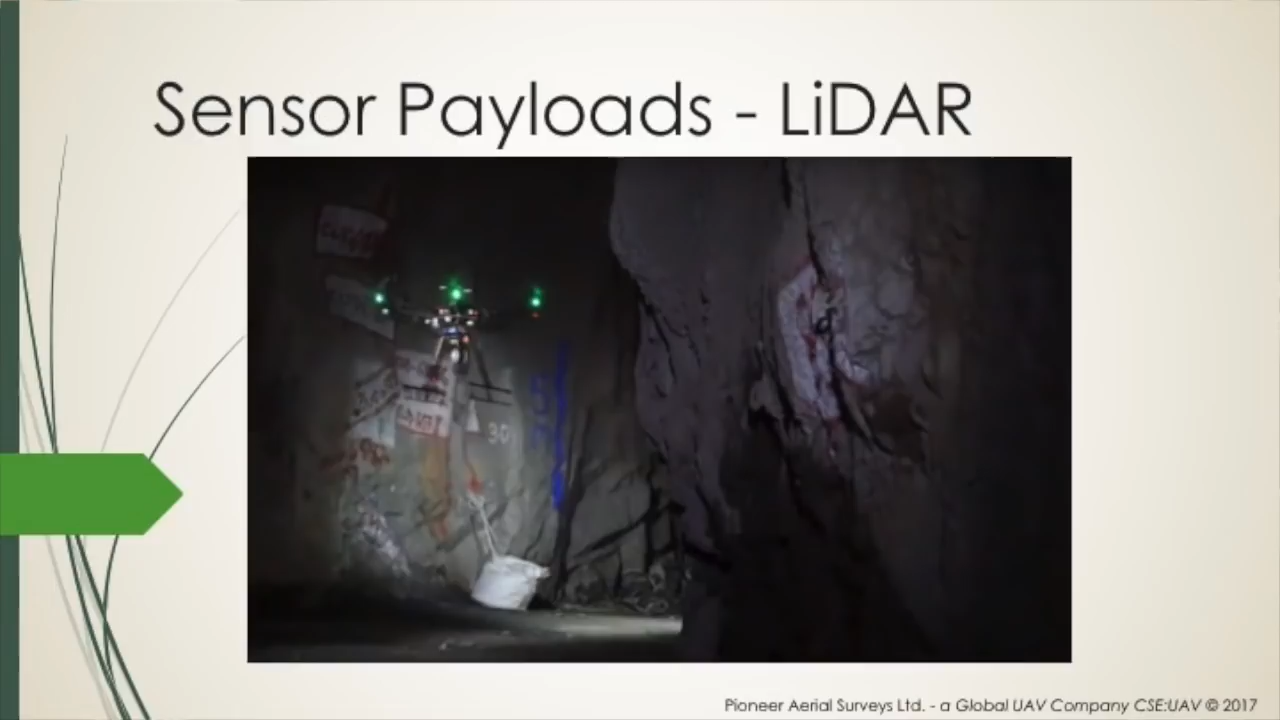 Sensor Payloads - LiDAR
30
Pioneer Aerial Surveys Ltd. - a Global UAV Company CSE:UAV © 2017